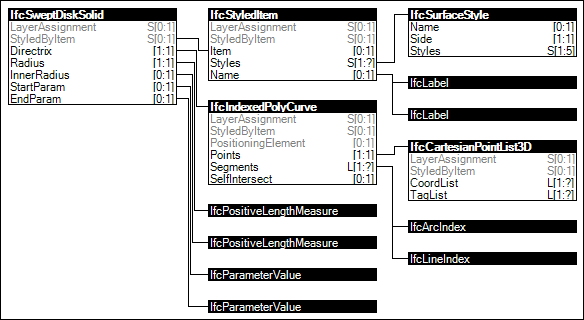 IfcSweptDiskSolid
LayerAssignment S[0:1]
StyledByItem S[0:1]
Directrix [1:1]
Radius [1:1]
InnerRadius [0:1]
StartParam [0:1]
EndParam [0:1]
IfcStyledItem
LayerAssignment S[0:1]
StyledByItem S[0:1]
Item [0:1]
Styles S[1:?]
Name [0:1]
IfcSurfaceStyle
Name [0:1]
Side [1:1]
Styles S[1:5]
IfcLabel
IfcLabel
IfcIndexedPolyCurve
LayerAssignment S[0:1]
StyledByItem S[0:1]
PositioningElement [0:1]
Points [1:1]
Segments L[1:?]
SelfIntersect [0:1]
IfcCartesianPointList3D
LayerAssignment S[0:1]
StyledByItem S[0:1]
CoordList L[1:?]
TagList L[1:?]
IfcPositiveLengthMeasure
IfcArcIndex
IfcPositiveLengthMeasure
IfcLineIndex
IfcParameterValue
IfcParameterValue